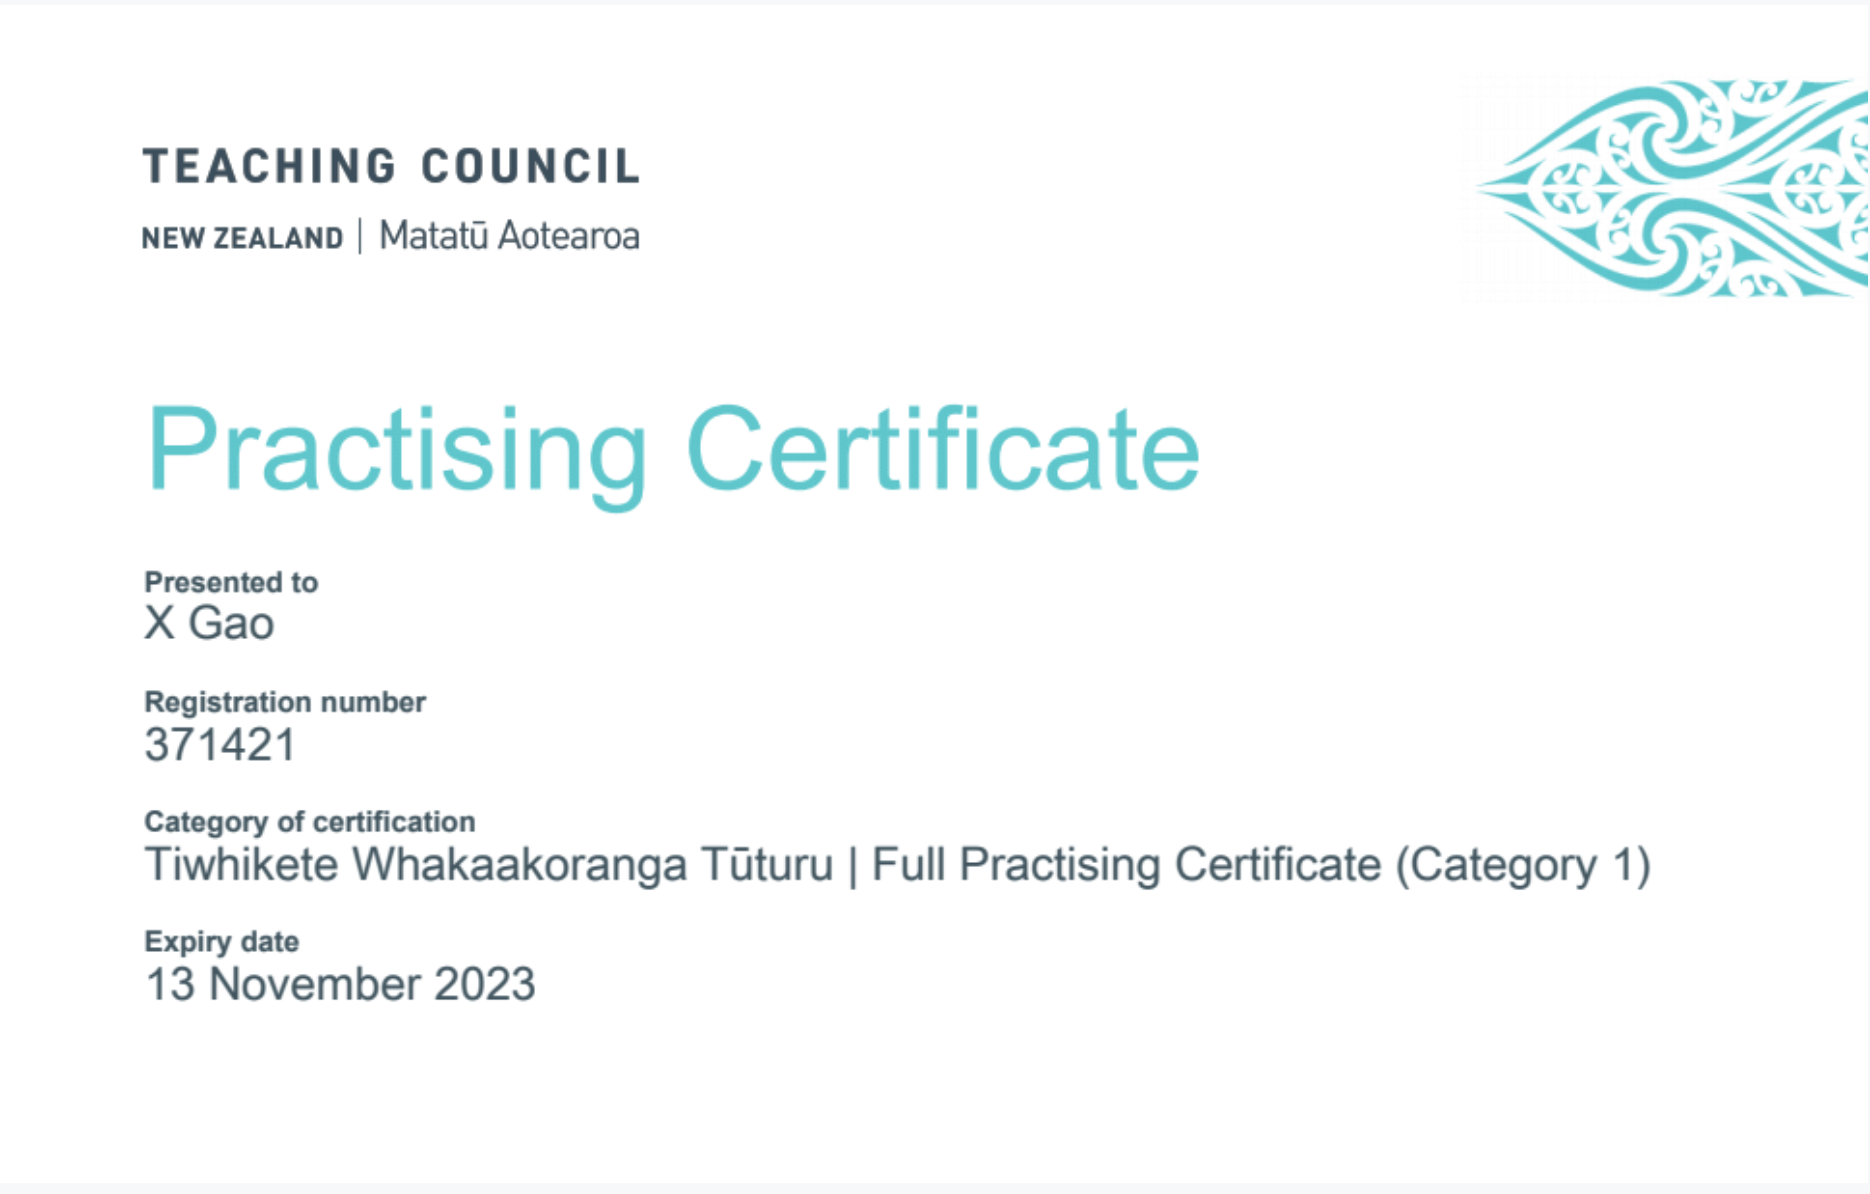 TEACHING COUNCIL
NEW ZEALAND | Matatū Aotearoa
Practising Certificate
Presented to
X Gao
Registration number
371421
Category of certification
Tiwhikete Whakaakoranga Tūturu | Full Practising Certificate (Category 1)
Expiry date
13 November 2023